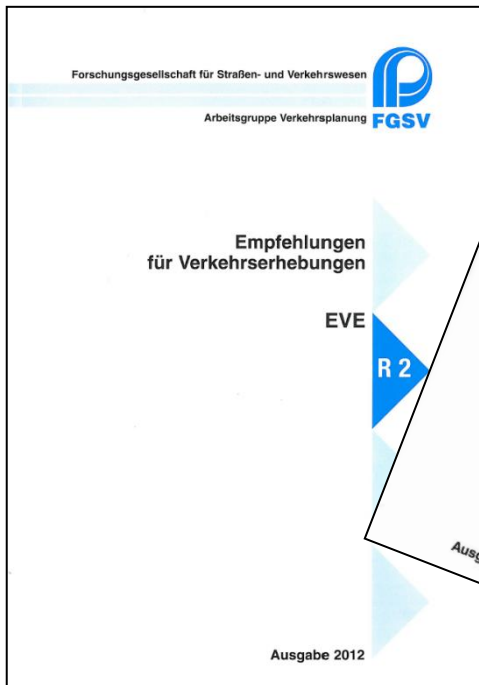 Forschungsgesellschaft für Straßen- und Verkehrswesen
Arbeitsgruppe Verkehrsplanung
FGSV
Empfehlungen
für Verkehrserhebungen
EVE
R 2
Ausgabe 2012